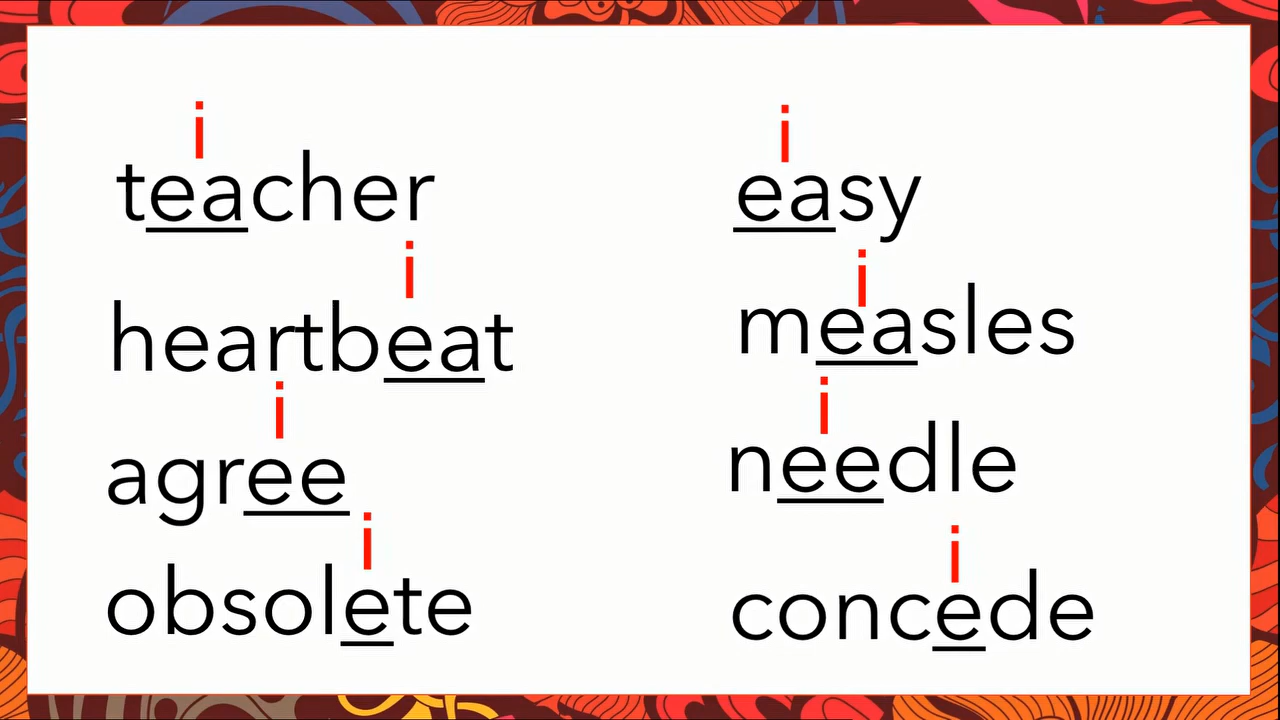 i
teacher
i
heartbeat
i
agree
i
obsolete
i
easy
i
measles
i
needle
i
concede